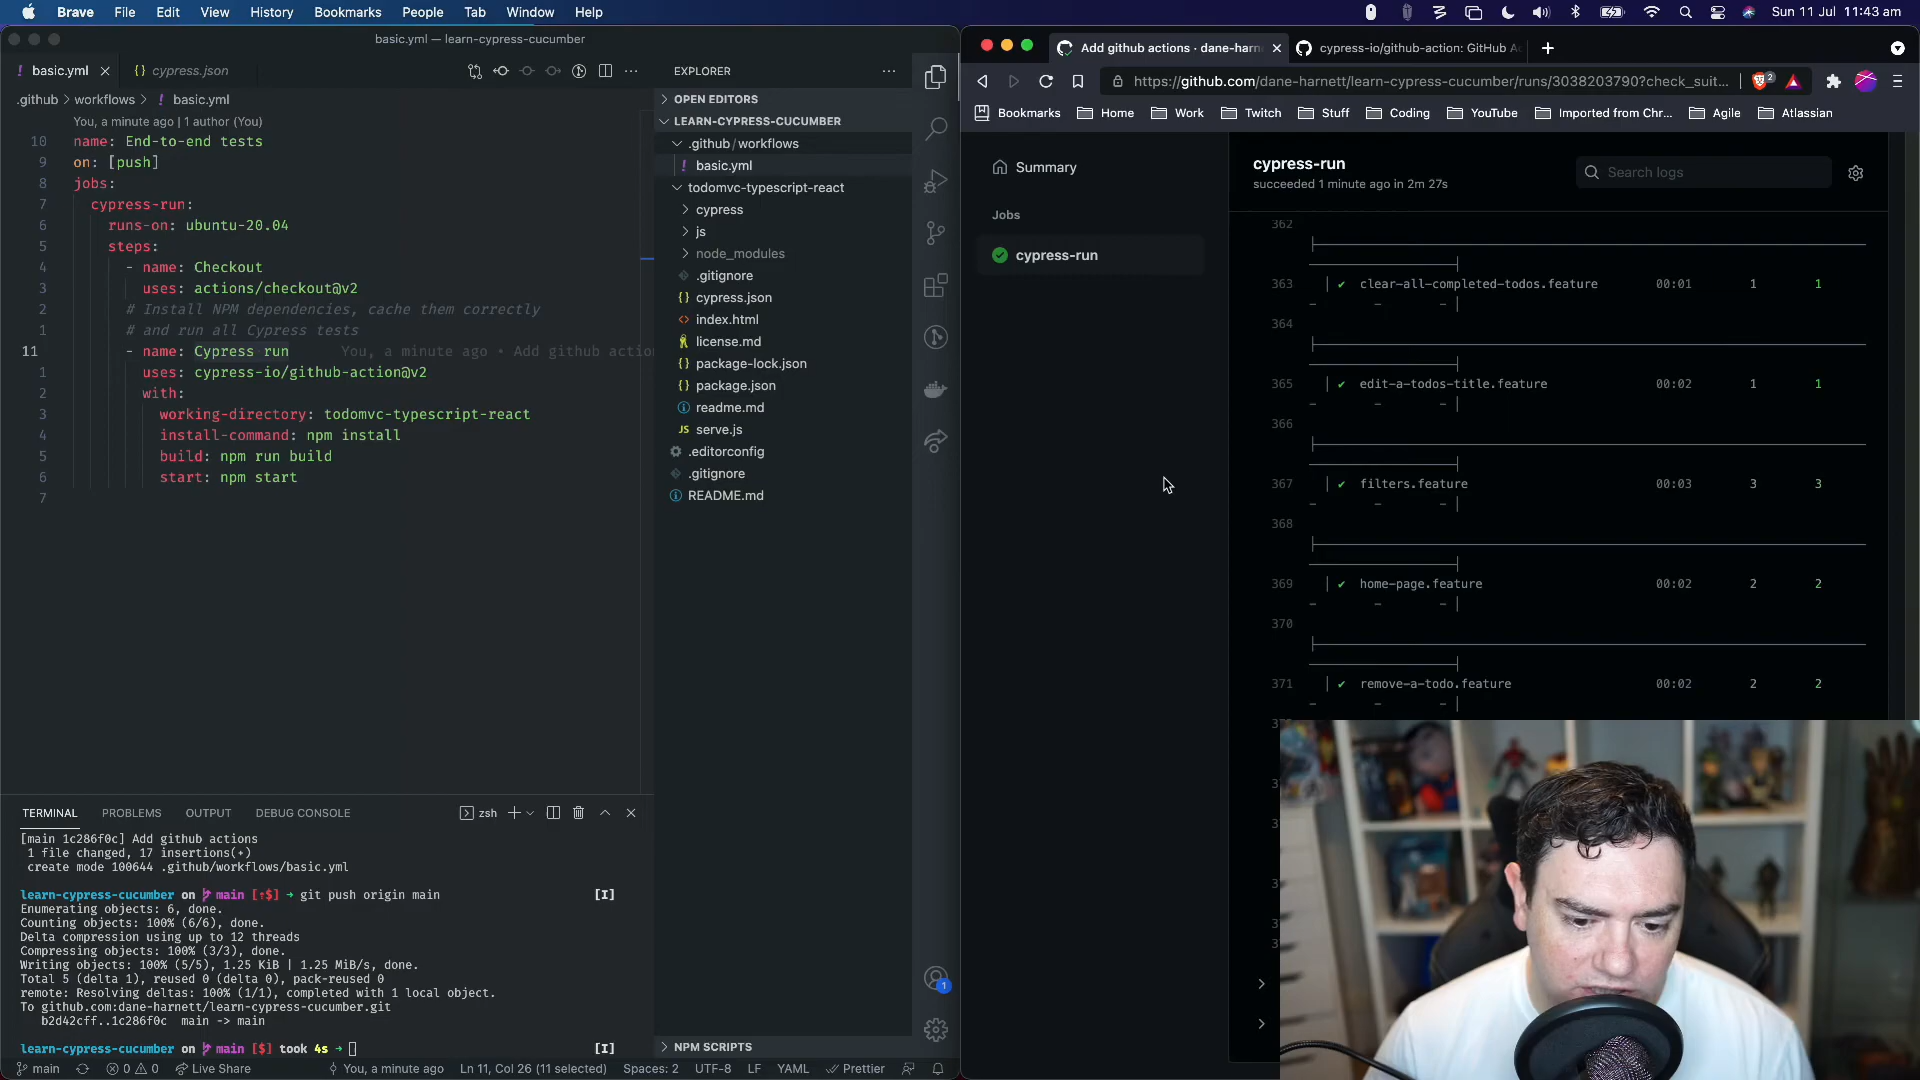 Brave File Edit View History Bookmarks People Tab Window Help Sun 11 Jul 11:43 am
basic.yml — learn-cypress-cucumber
basic.yml cypress.json
.github > workflows > basic.yml
You, a minute ago | 1 author (You)
10 name: End-to-end tests
9 on: [push]
8 jobs:
7 cypress-run:
6 runs-on: ubuntu-20.04
5 steps:
4 - name: Checkout
3 uses: actions/checkout@v2
2 # Install NPM dependencies, cache them correctly
1 # and run all Cypress tests
11 - name: Cypress run You, a minute ago • Add github actio
1 uses: cypress-io/github-action@v2
2 with:
3 working-directory: todomvc-typescript-react
4 install-command: npm install
5 build: npm run build
6 start: npm start
7
EXPLORER
OPEN EDITORS
LEARN-CYPRESS-CUCUMBER
.github / workflows
basic.yml
todomvc-typescript-react
cypress
js
node_modules
.gitignore
cypress.json
index.html
license.md
package-lock.json
package.json
readme.md
serve.js
.editorconfig
.gitignore
README.md
NPM SCRIPTS
TERMINAL PROBLEMS OUTPUT DEBUG CONSOLE zsh
[main 1c286f0c] Add github actions
1 file changed, 17 insertions(+)
create mode 100644 .github/workflows/basic.yml
learn-cypress-cucumber on main [⇡$] → git push origin main [I]
Enumerating objects: 6, done.
Counting objects: 100% (6/6), done.
Delta compression using up to 12 threads
Compressing objects: 100% (3/3), done.
Writing objects: 100% (5/5), 1.25 KiB | 1.25 MiB/s, done.
Total 5 (delta 1), reused 0 (delta 0), pack-reused 0
remote: Resolving deltas: 100% (1/1), completed with 1 local object.
To github.com:dane-harnett/learn-cypress-cucumber.git
b2d42cff..1c286f0c main -> main
learn-cypress-cucumber on main [$] took 4s → [I]
main 0 0 Live Share You, a minute ago Ln 11, Col 26 (11 selected) Spaces: 2 UTF-8 LF YAML Prettier
1
Add github actions · dane-harn cypress-io/github-action: GitHub Ac
https://github.com/dane-harnett/learn-cypress-cucumber/runs/3038203790?check_suit... 2
Bookmarks Home Work Twitch Stuff Coding YouTube Imported from Chr... Agile Atlassian
Summary
Jobs
cypress-run
cypress-run
succeeded 1 minute ago in 2m 27s
Search logs
362
363 ✔ clear-all-completed-todos.feature 00:01 1 1
- - -
364
365 ✔ edit-a-todos-title.feature 00:02 1 1
- - -
366
367 ✔ filters.feature 00:03 3 3
- - -
368
369 ✔ home-page.feature 00:02 2 2
- - -
370
371 ✔ remove-a-todo.feature 00:02 2 2
- - -